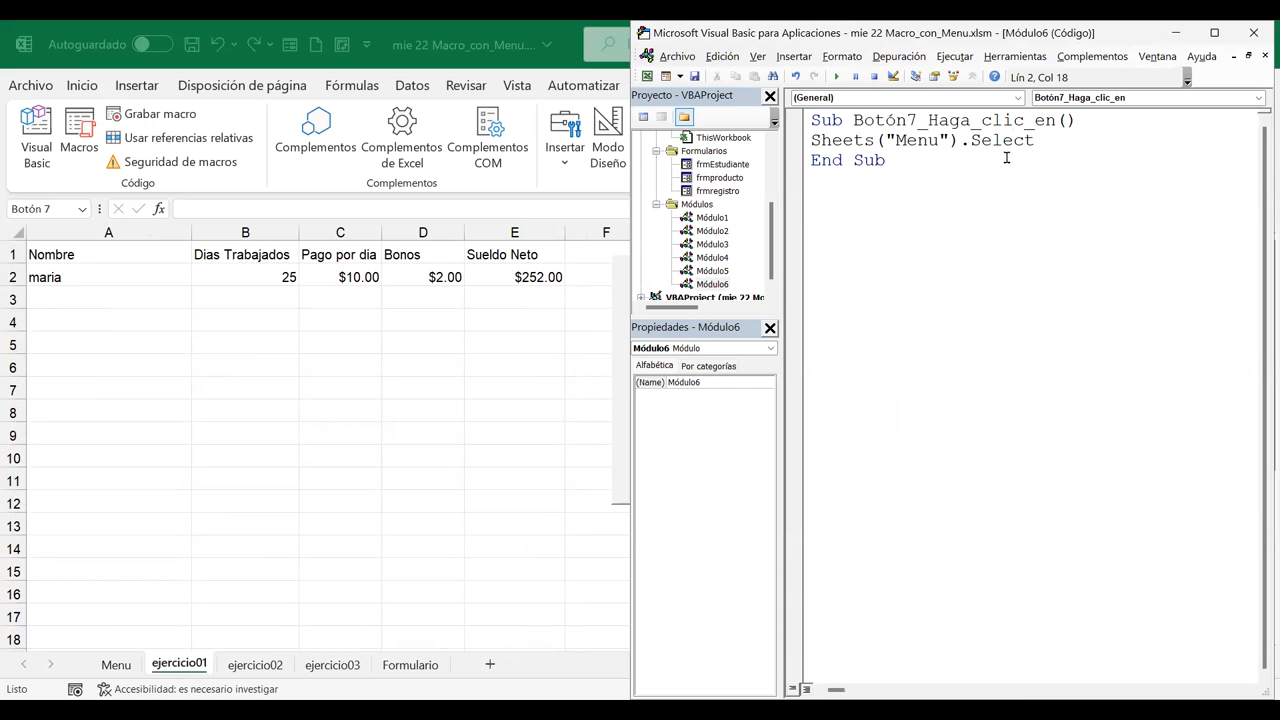 Autoguardado
mie 22 Macro_con_Menu....
Archivo Inicio Insertar Disposición de página Fórmulas Datos Revisar Vista Automatizar
Visual Basic
Macros
Grabar macro
Usar referencias relativas
Seguridad de macros
Código
Complementos
Complementos de Excel
Complementos COM
Complementos
Insertar
Modo Diseño
Botón 7
fx
A B C D E F
1 Nombre Dias Trabajados Pago por dia Bonos Sueldo Neto
2 maria 25 $10.00 $2.00 $252.00
3
4
5
6
7
8
9
10
11
12
13
14
15
16
17
18
Menu ejercicio01 ejercicio02 ejercicio03 Formulario
Listo Accesibilidad: es necesario investigar
Microsoft Visual Basic para Aplicaciones - mie 22 Macro_con_Menu.xlsm - [Módulo6 (Código)]
Archivo Edición Ver Insertar Formato Depuración Ejecutar Herramientas Complementos Ventana Ayuda
Lín 2, Col 18
Proyecto - VBAProject
ThisWorkbook
Formularios
frmEstudiante
frmproducto
frmregistro
Módulos
Módulo1
Módulo2
Módulo3
Módulo4
Módulo5
Módulo6
VBAProject (mie 22 Mo
Propiedades - Módulo6
Módulo6 Módulo
Alfabética Por categorías
(Name) Módulo6
(General) Botón7_Haga_clic_en
Sub Botón7_Haga_clic_en()
Sheets("Menu").Select
End Sub